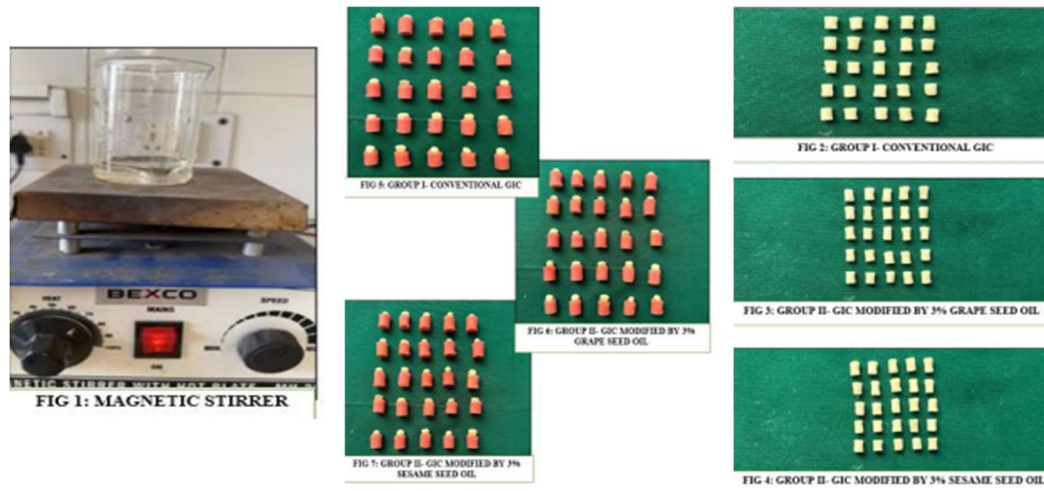 BEXCO
HEAT
MAINS
SPEED
ON
NETIC STIRRER WITH HOT PLATE
FIG 1: MAGNETIC STIRRER
FIG 5: GROUP I- CONVENTIONAL GIC
FIG 6: GROUP II- GIC MODIFIED BY 3%
GRAPE SEED OIL
FIG 7: GROUP II- GIC MODIFIED BY 3%
SESAME SEED OIL
FIG 2: GROUP I- CONVENTIONAL GIC
FIG 3: GROUP II- GIC MODIFIED BY 3% GRAPE SEED OIL
FIG 4: GROUP II- GIC MODIFIED BY 3% SESAME SEED OIL